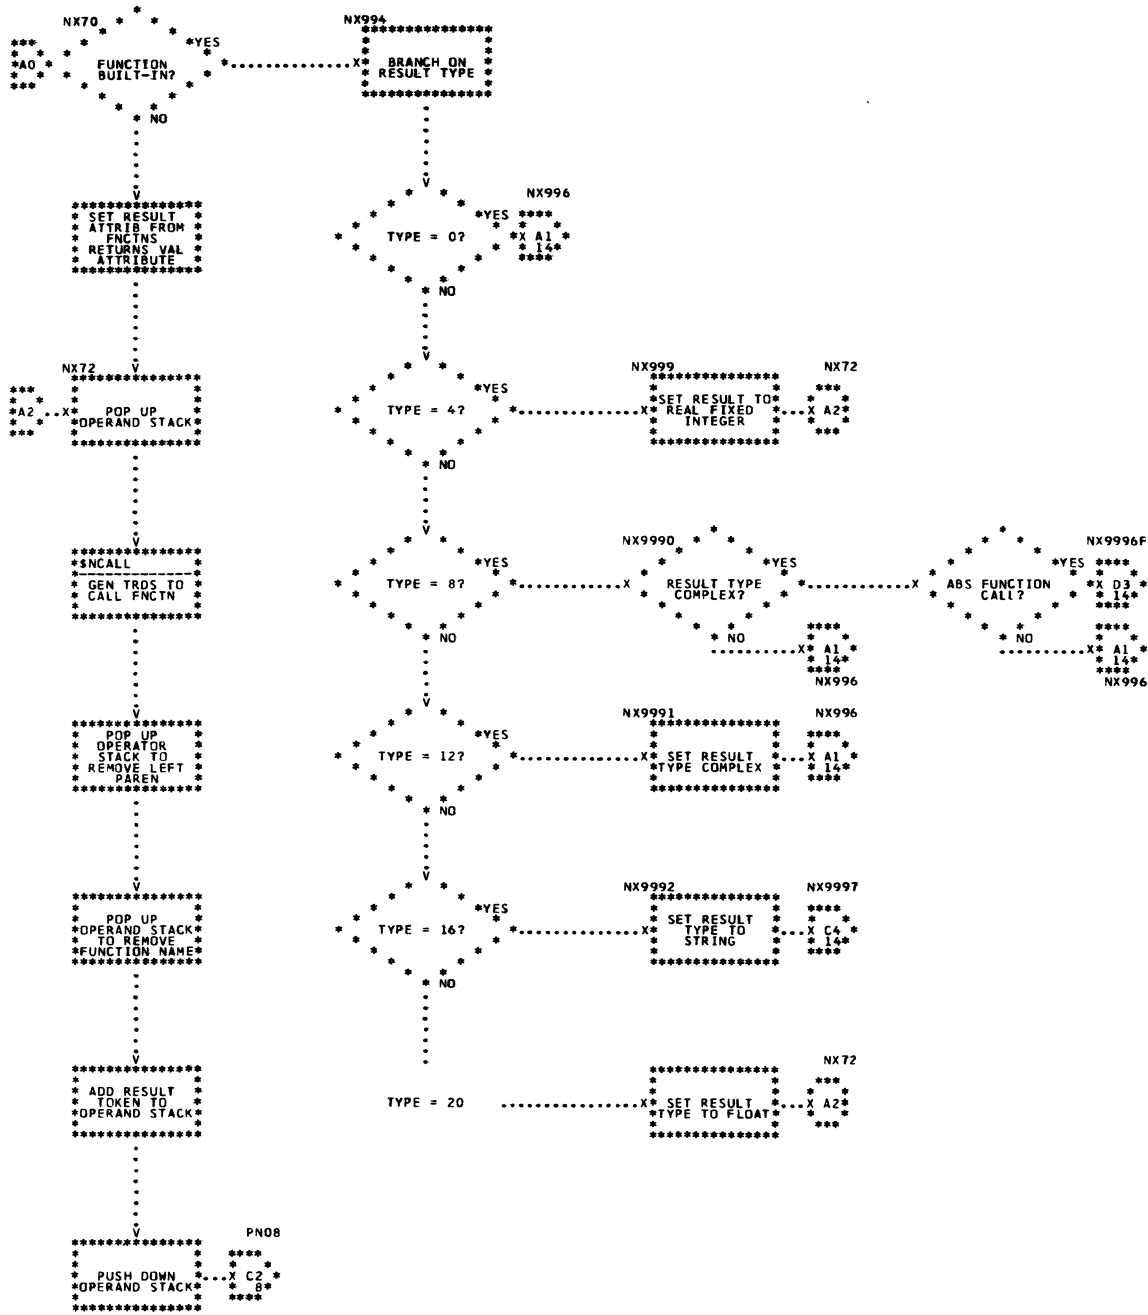 NX70
A0
FUNCTION
BUILT-IN?
YES
NO
NX994
BRANCH ON
RESULT TYPE
SET RESULT
ATTRIB FROM
FNCTNS
RETURNS VAL
ATTRIBUTE
TYPE = 0?
YES
NO
NX996
A1
14
NX72
A2
POP UP
OPERAND STACK
TYPE = 4?
YES
NO
NX999
SET RESULT TO
REAL FIXED
INTEGER
NX72
A2
$NCALL
GEN TRDS TO
CALL FNCTN
TYPE = 8?
YES
NO
NX9990
RESULT TYPE
COMPLEX?
YES
NO
A1
14
NX996
ABS FUNCTION
CALL?
YES
NO
NX9996F
D3
14
A1
14
NX996
POP UP
OPERATOR
STACK TO
REMOVE LEFT
PAREN
TYPE = 12?
YES
NO
NX9991
SET RESULT
TYPE COMPLEX
NX996
A1
14
POP UP
OPERAND STACK
TO REMOVE
FUNCTION NAME
TYPE = 16?
YES
NO
NX9992
SET RESULT
TYPE TO
STRING
NX9997
C4
14
ADD RESULT
TOKEN TO
OPERAND STACK
TYPE = 20
SET RESULT
TYPE TO FLOAT
NX72
A2
PUSH DOWN
OPERAND STACK
PN08
C2
8